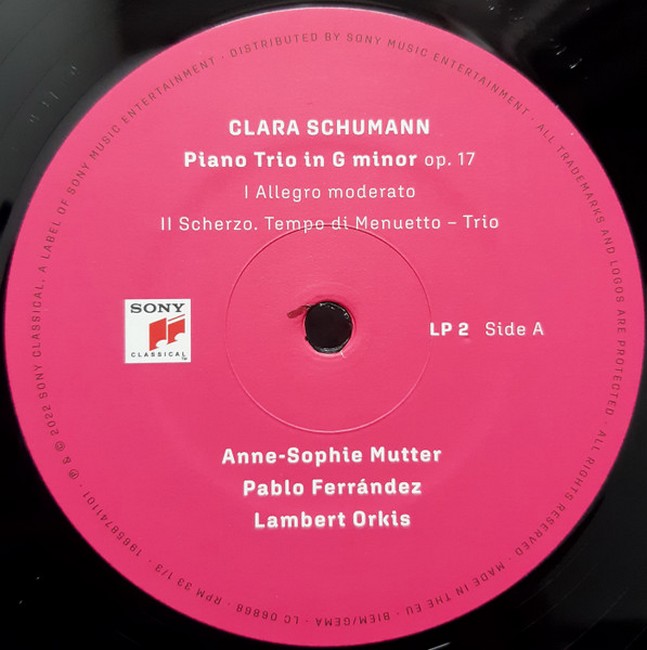 CLARA SCHUMANN
Piano Trio in G minor op. 17
I Allegro moderato
II Scherzo. Tempo di Menuetto – Trio
SONY
CLASSICAL
™
LP 2 Side A
Anne-Sophie Mutter
Pablo Ferrández
Lambert Orkis
℗ & © 2022 SONY CLASSICAL, A LABEL OF SONY MUSIC ENTERTAINMENT · DISTRIBUTED BY SONY MUSIC ENTERTAINMENT · ALL TRADEMARKS AND LOGOS ARE PROTECTED · ALL RIGHTS RESERVED · MADE IN THE EU · BIEM/GEMA · LC 06868 · RPM 33 1/3 · 19658741101 ·